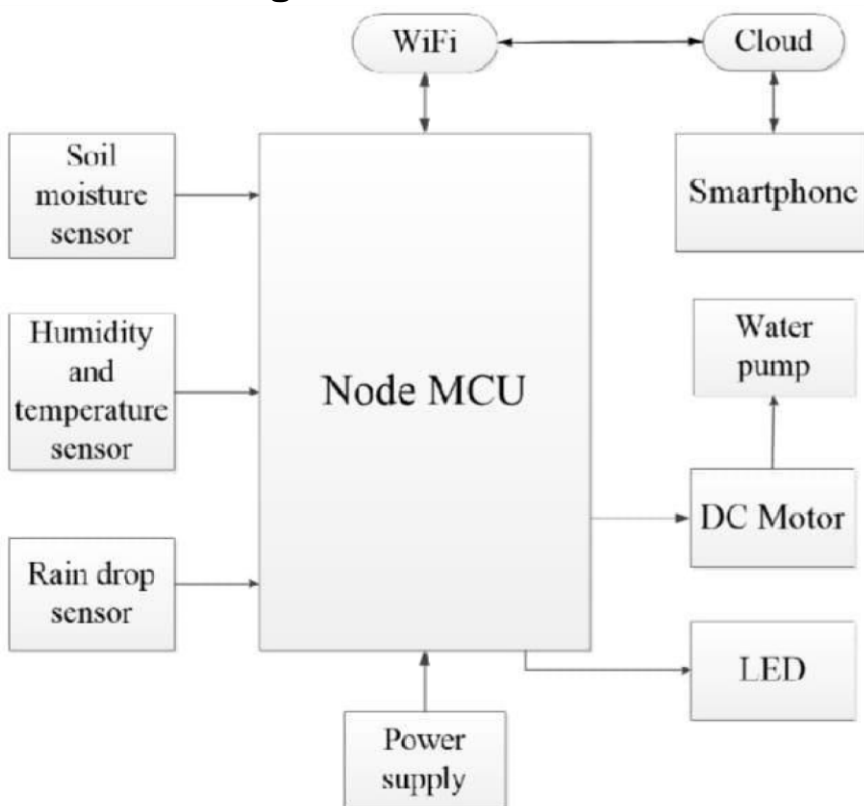 WiFi
Cloud
Soil
moisture
sensor
Smartphone
Humidity
and
temperature
sensor
Node MCU
Water
pump
DC Motor
Rain drop
sensor
LED
Power
supply